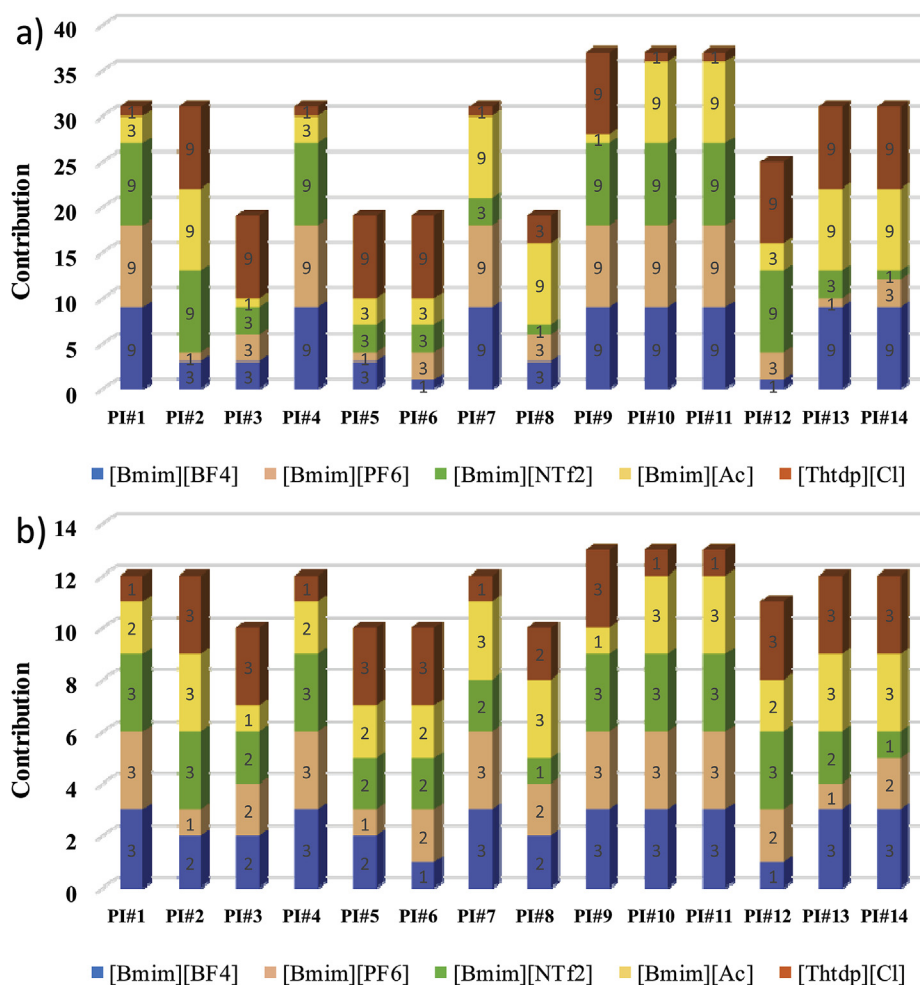 a)
40
35
30
25
20
15
10
5
0
Contribution
1 3 9 9 9
9 9 9 1 3
9 1 3 3 3
1 3 9 9 9
9 3 3 1 3
9 3 3 3 1
1 9 3 9 9
3 9 1 3 3
9 1 9 9 9
1 9 9 9 9
1 9 9 9 9
9 3 9 3 1
9 9 3 1 9
9 9 1 3 9
PI#1 PI#2 PI#3 PI#4 PI#5 PI#6 PI#7 PI#8 PI#9 PI#10 PI#11 PI#12 PI#13 PI#14
[Bmim][BF4] [Bmim][PF6] [Bmim][NTf2] [Bmim][Ac] [Thtdp][Cl]
b)
14
12
10
8
6
4
2
0
Contribution
1 2 3 3 3
3 3 3 1 2
3 1 2 2 2
1 2 3 3 3
3 2 2 1 2
3 2 2 2 1
1 3 2 3 3
2 3 1 2 2
3 1 3 3 3
1 3 3 3 3
1 3 3 3 3
3 2 3 2 1
3 3 2 1 3
3 3 1 2 3
PI#1 PI#2 PI#3 PI#4 PI#5 PI#6 PI#7 PI#8 PI#9 PI#10 PI#11 PI#12 PI#13 PI#14
[Bmim][BF4] [Bmim][PF6] [Bmim][NTf2] [Bmim][Ac] [Thtdp][Cl]